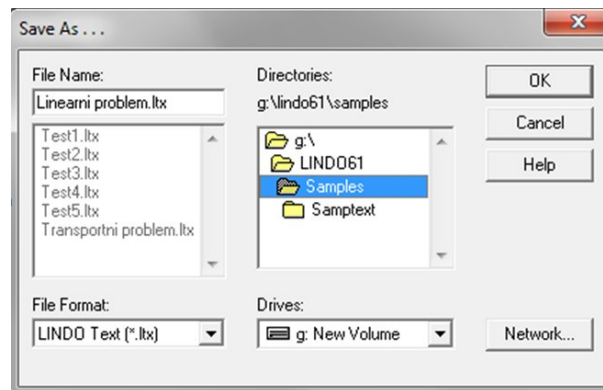 Save As . . .
File Name:
Linearni problem.ltx
Test1.ltx
Test2.ltx
Test3.ltx
Test4.ltx
Test5.ltx
Transportni problem.ltx
File Format:
LINDO Text (*.ltx)
Directories:
g:\lindo61\samples
g:\
LINDO61
Samples
Samptext
Drives:
g: New Volume
OK
Cancel
Help
Network...